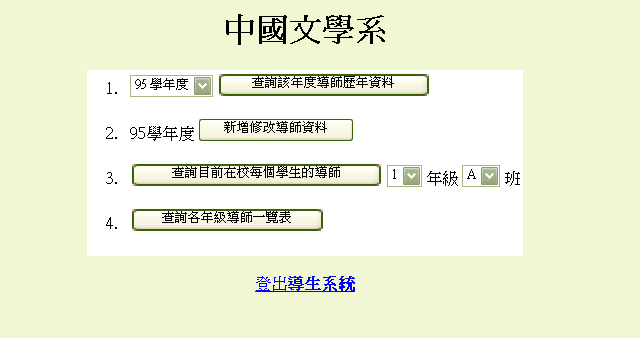 中國文學系
1. 95 學年度 查詢該年度導師歷年資料
2. 95學年度 新增修改導師資料
3. 查詢目前在校每個學生的導師 1 年級 A 班
4. 查詢各年級導師一覽表
登出導生系統